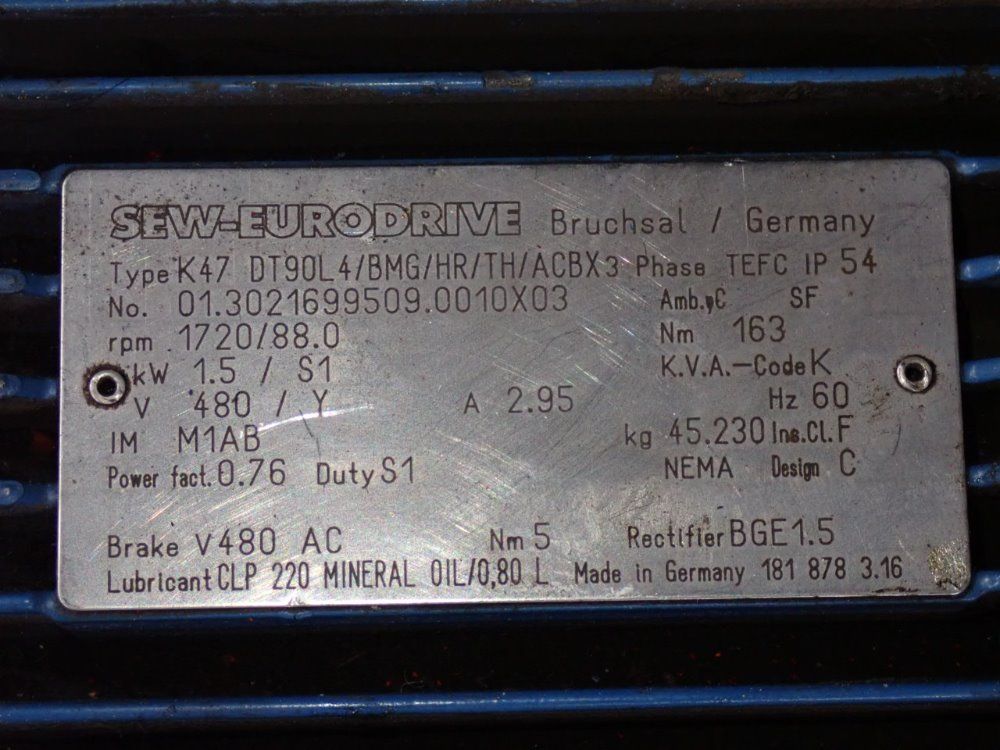 SEW-EURODRIVE Bruchsal / Germany
Type K47 DT90L4/BMG/HR/TH/ACBX3 Phase TEFC IP 54
No. 01.3021699509.0010X03 Amb.°C SF
rpm 1720/88.0 Nm 163
kW 1.5 / S1 K.V.A.-Code K
V 480 / Y A 2.95 Hz 60
IM M1AB kg 45.230 Ins.Cl. F
Power fact. 0.76 Duty S1 NEMA Design C
Brake V 480 AC Nm 5 Rectifier BGE1.5
Lubricant CLP 220 MINERAL OIL/0,80 L Made in Germany 181 878 3.16